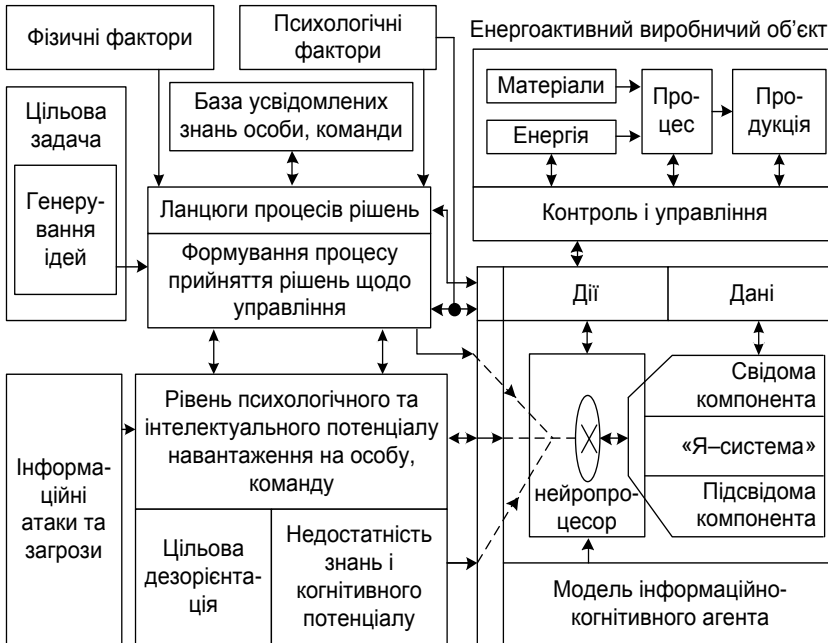 Фізичні фактори
Психологічні
фактори
Енергоактивний виробничий об’єкт
Цільова
задача
Генеру-
вання
ідей
База усвідомлених
знань особи, команди
Матеріали
Енергія
Про-
цес
Про-
дукція
Ланцюги процесів рішень
Формування процесу
прийняття рішень щодо
управління
Контроль і управління
Дії
Дані
Інформа-
ційні
атаки та
загрози
Рівень психологічного та
інтелектуального потенціалу
навантаження на особу,
команду
Цільова
дезорієнта-
ція
Недостатність
знань і
когнітивного
потенціалу
нейропро-
цесор
Свідома
компонента
«Я–система»
Підсвідома
компонента
Модель інформаційно-
когнітивного агента